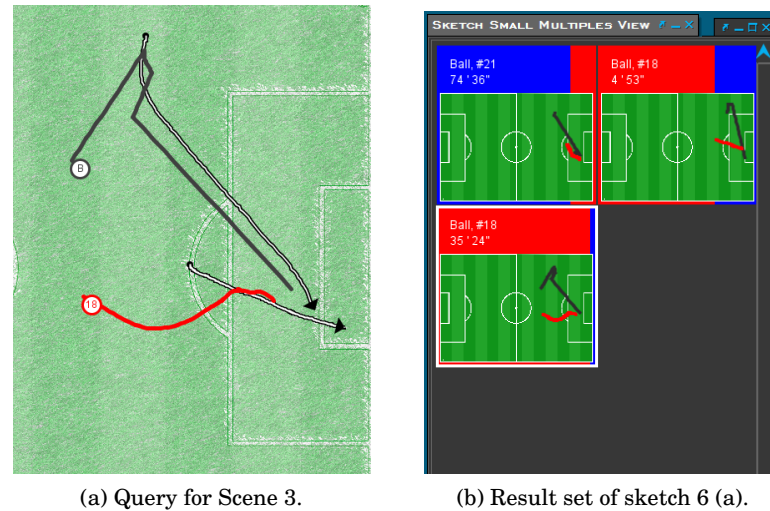 B
18
(a) Query for Scene 3.
SKETCH SMALL MULTIPLES VIEW
Ball, #21
74 ' 36"
Ball, #18
4 ' 53"
Ball, #18
35 ' 24"
(b) Result set of sketch 6 (a).